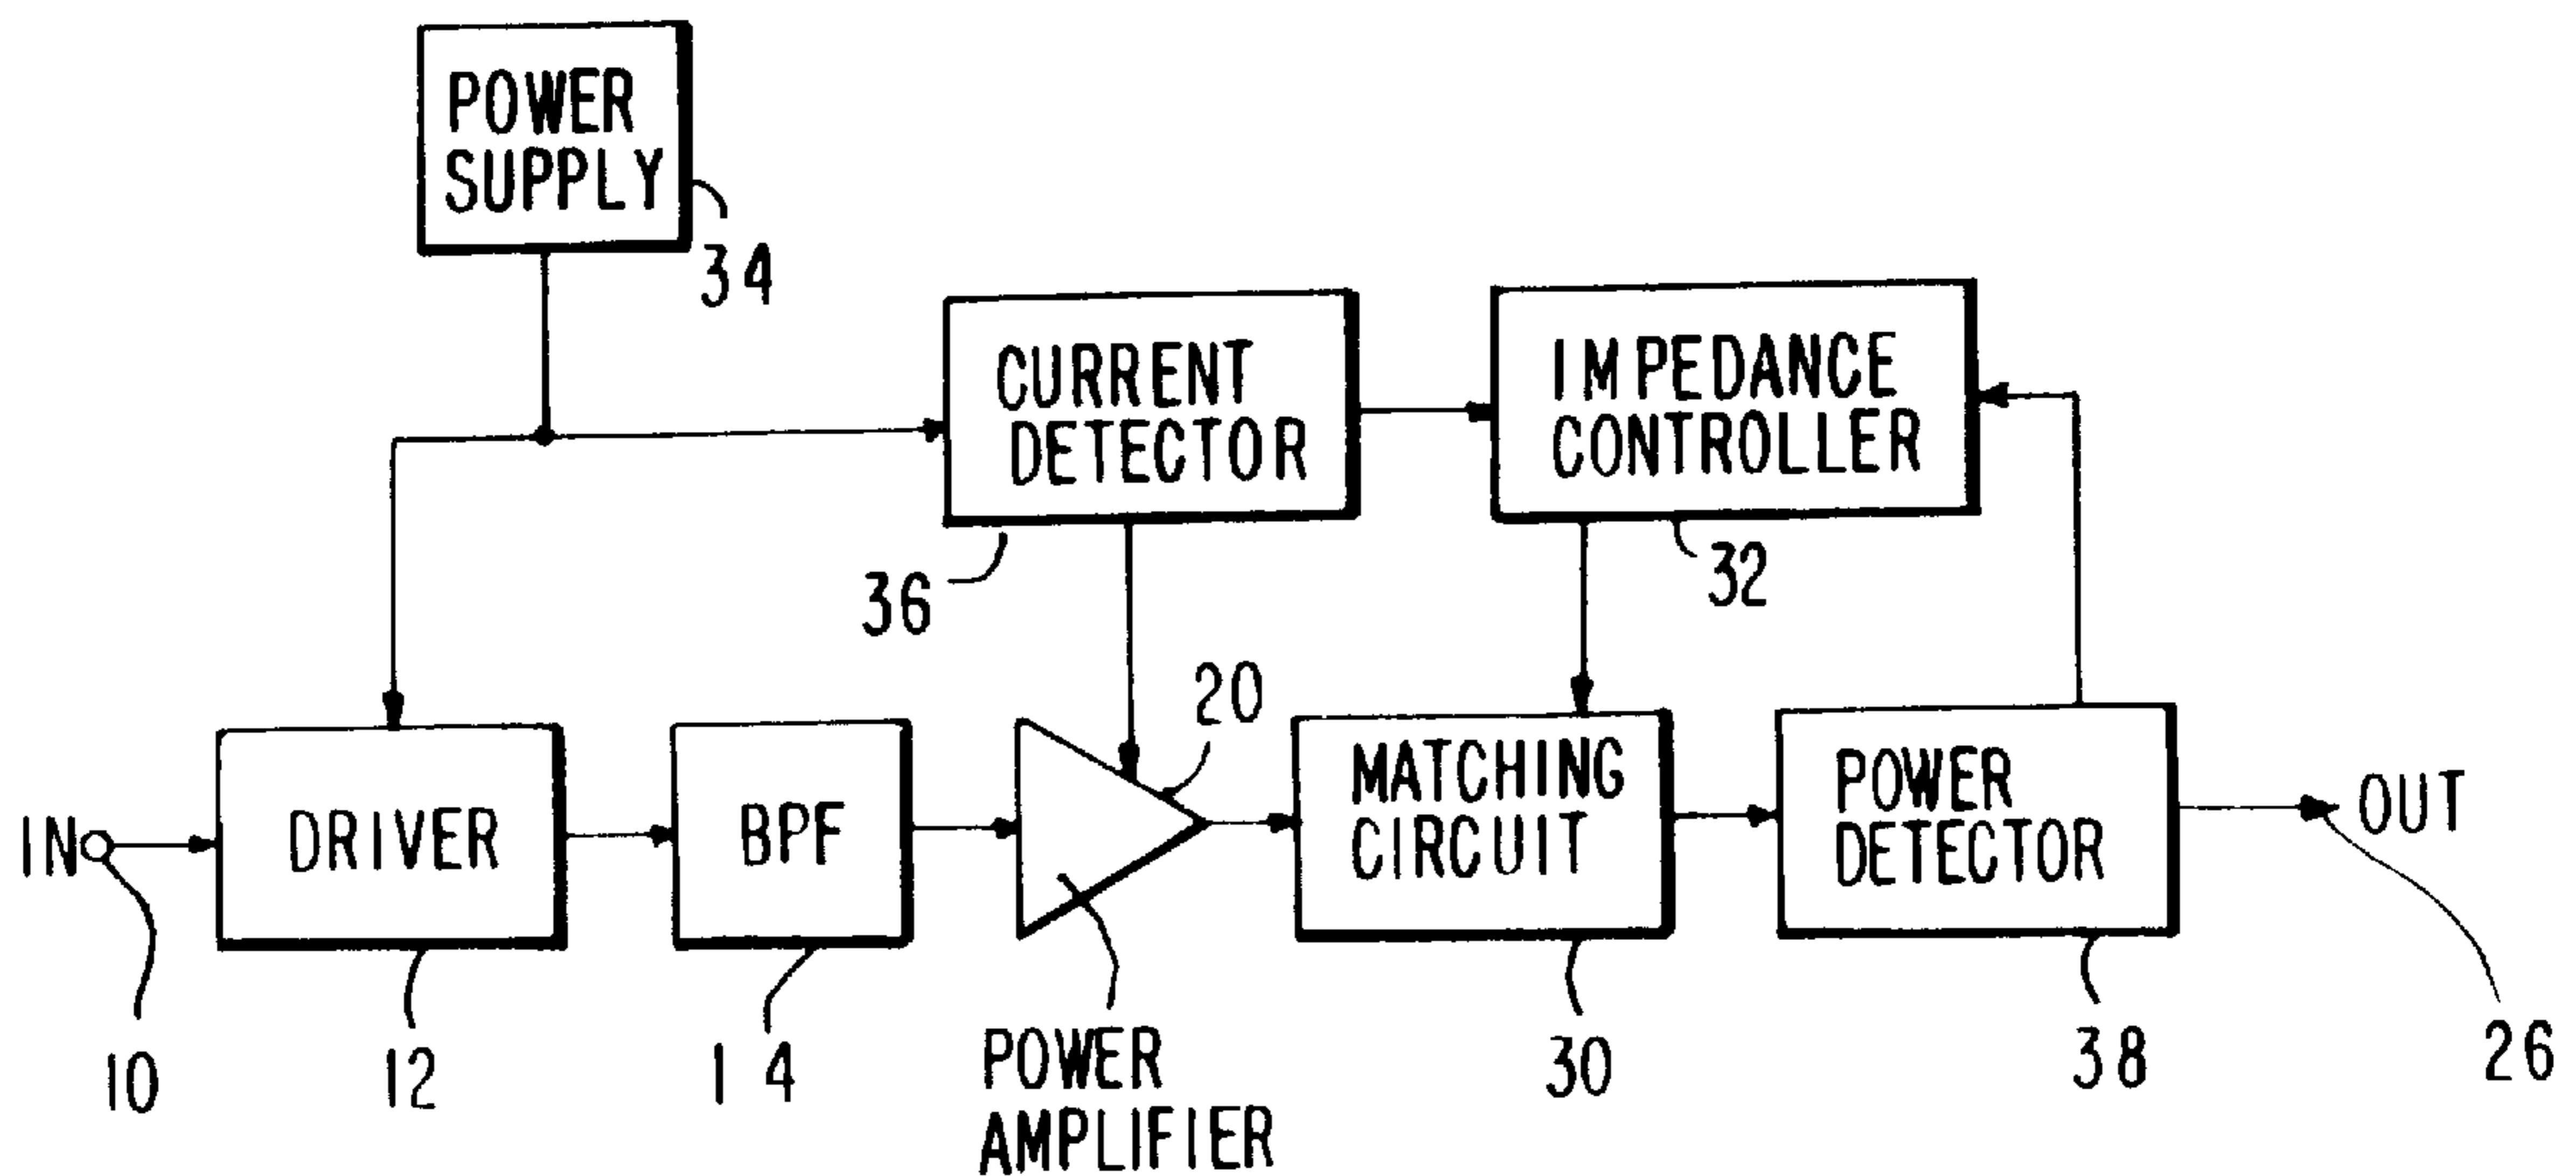 POWER
SUPPLY
34
CURRENT
DETECTOR
36
IMPEDANCE
CONTROLLER
32
IN
10
DRIVER
12
BPF
14
20
POWER
AMPLIFIER
MATCHING
CIRCUIT
30
POWER
DETECTOR
38
OUT
26